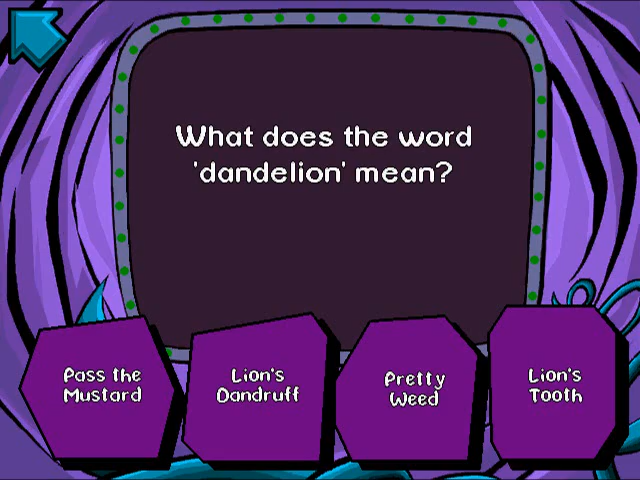 What does the word
'dandelion' mean?
Pass the
Mustard
Lion's
Dandruff
Pretty
Weed
Lion's
Tooth